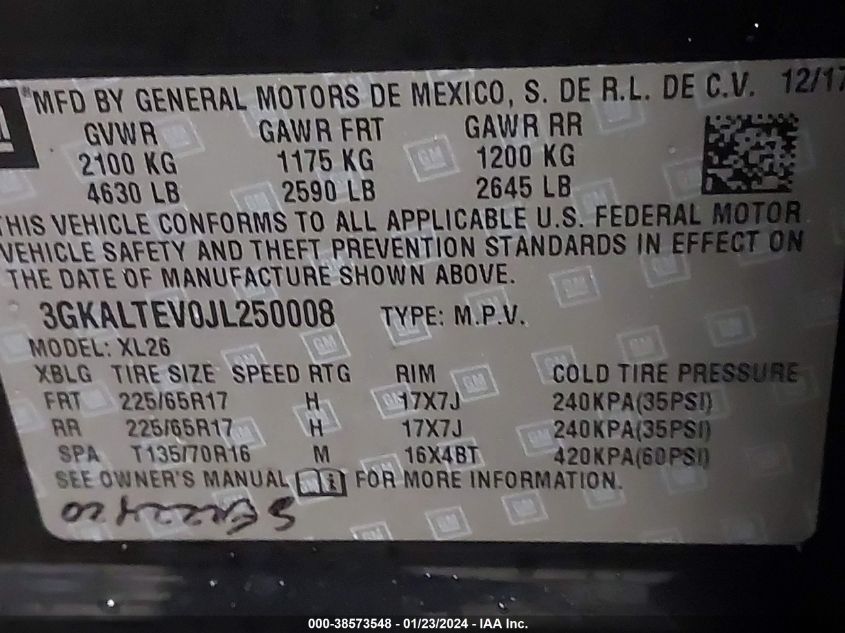 MFD BY GENERAL MOTORS DE MEXICO, S. DE R.L. DE C.V. 12/17
GVWR GAWR FRT GAWR RR
2100 KG 1175 KG 1200 KG
4630 LB 2590 LB 2645 LB
THIS VEHICLE CONFORMS TO ALL APPLICABLE U.S. FEDERAL MOTOR
VEHICLE SAFETY AND THEFT PREVENTION STANDARDS IN EFFECT ON
THE DATE OF MANUFACTURE SHOWN ABOVE.
3GKALTEV0JL250008 TYPE: M.P.V.
MODEL: XL26
XBLG TIRE SIZE SPEED RTG RIM COLD TIRE PRESSURE
FRT 225/65R17 H 17X7J 240KPA(35PSI)
RR 225/65R17 H 17X7J 240KPA(35PSI)
SPA T135/70R16 M 16X4BT 420KPA(60PSI)
SEE OWNER'S MANUAL FOR MORE INFORMATION.
000-38573548 - 01/23/2024 - IAA Inc.